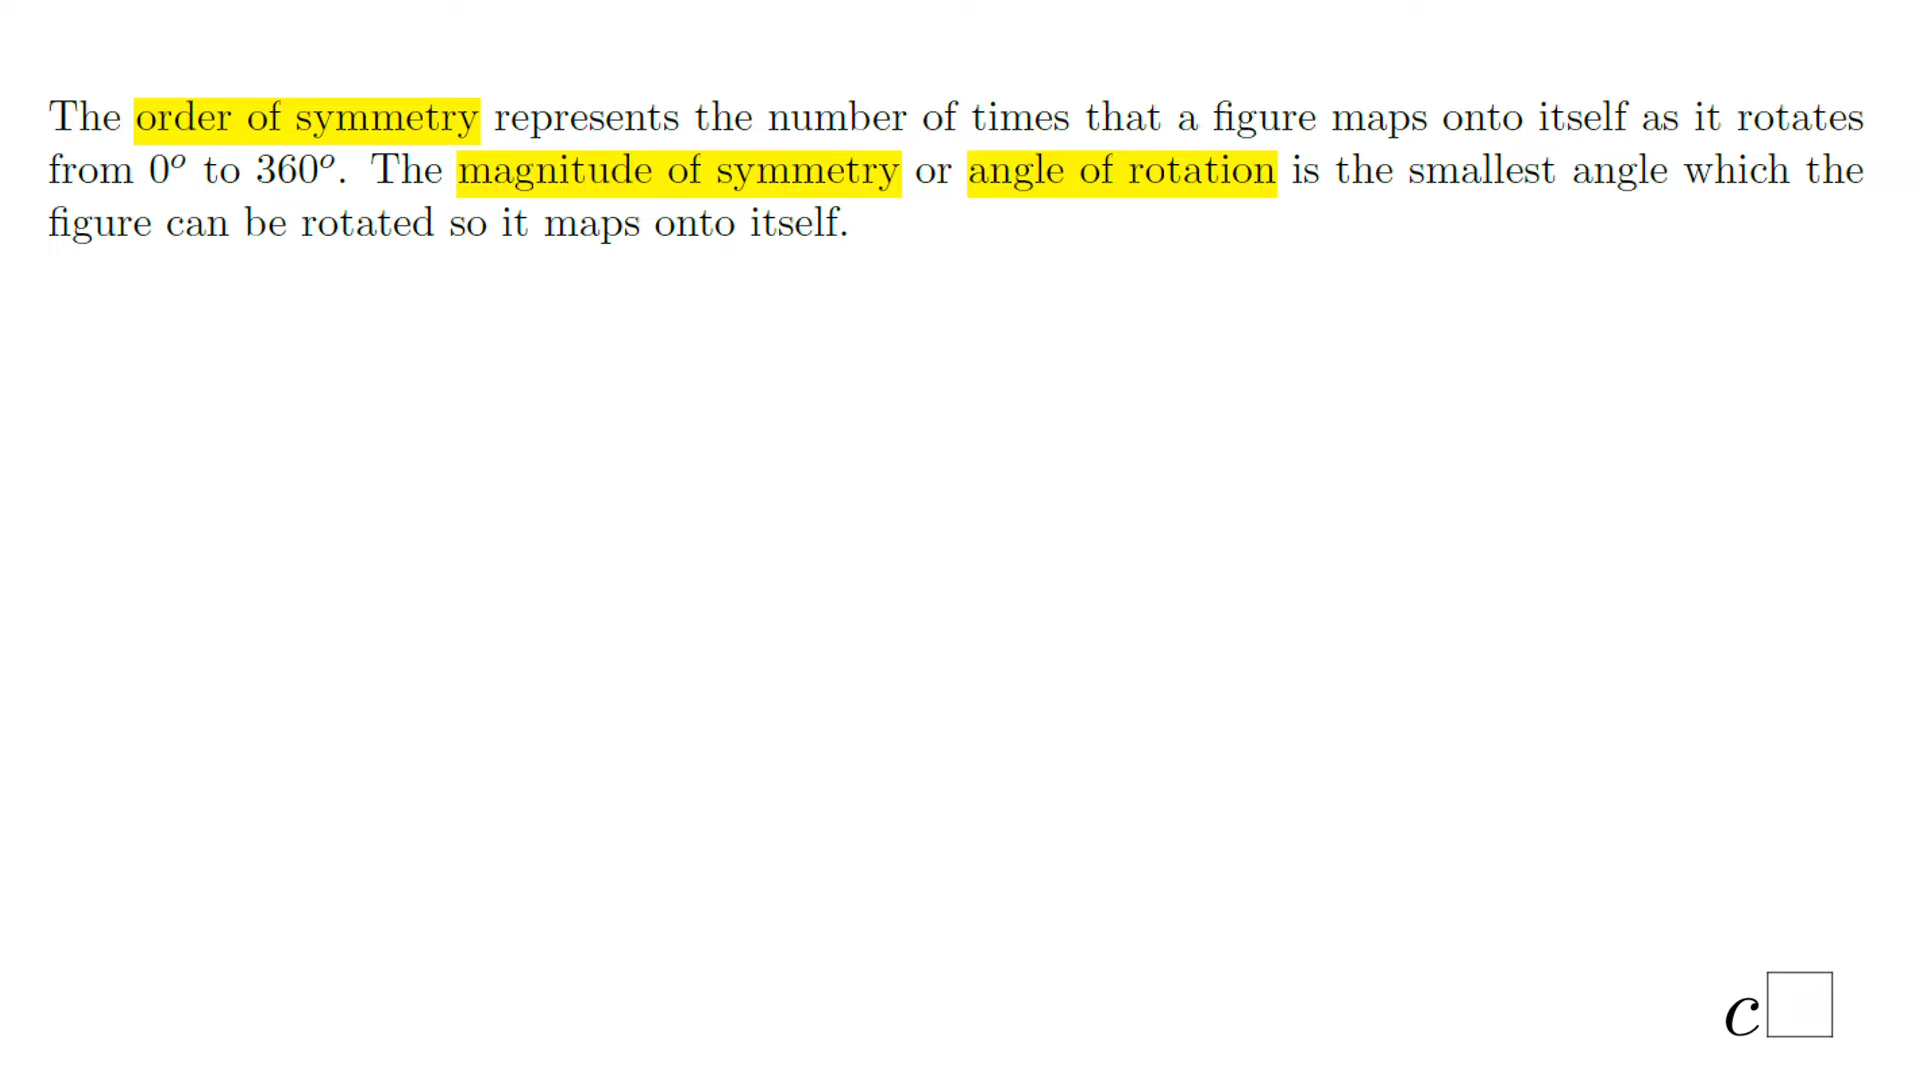 The order of symmetry represents the number of times that a figure maps onto itself as it rotates
from 0º to 360º. The magnitude of symmetry or angle of rotation is the smallest angle which the
figure can be rotated so it maps onto itself.
c